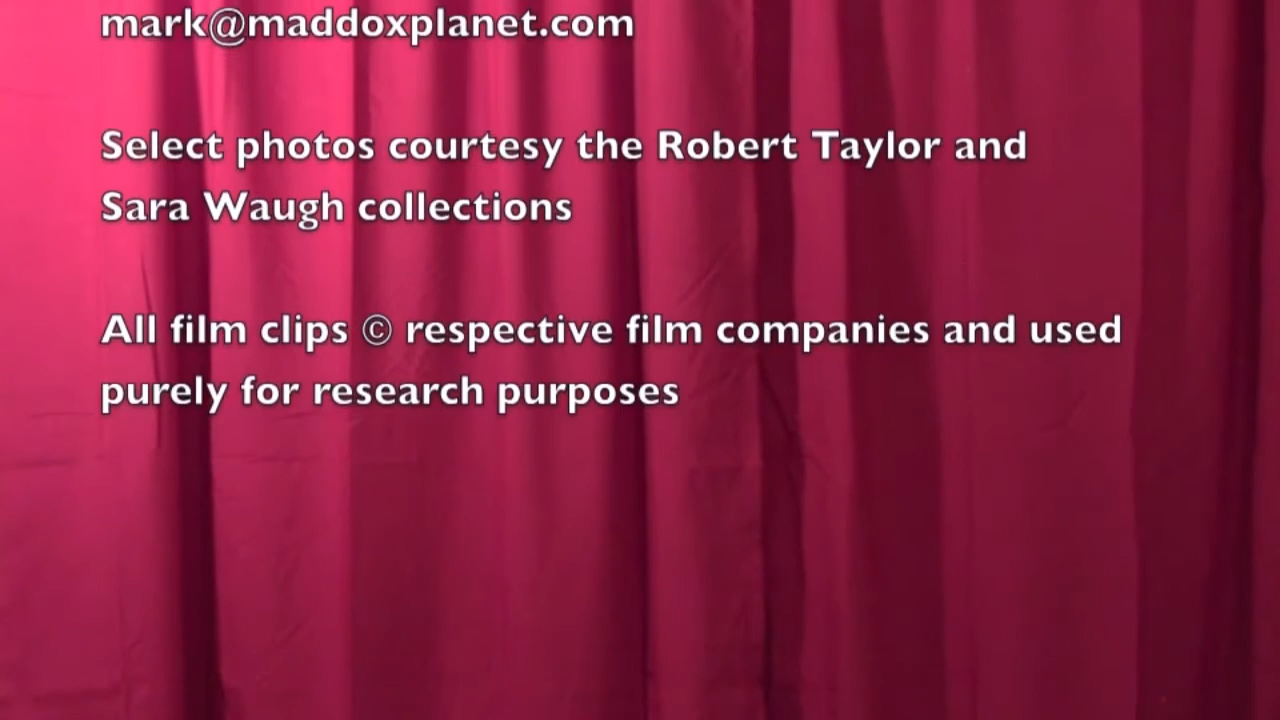 mark@maddoxplanet.com
Select photos courtesy the Robert Taylor and
Sara Waugh collections
All film clips © respective film companies and used
purely for research purposes